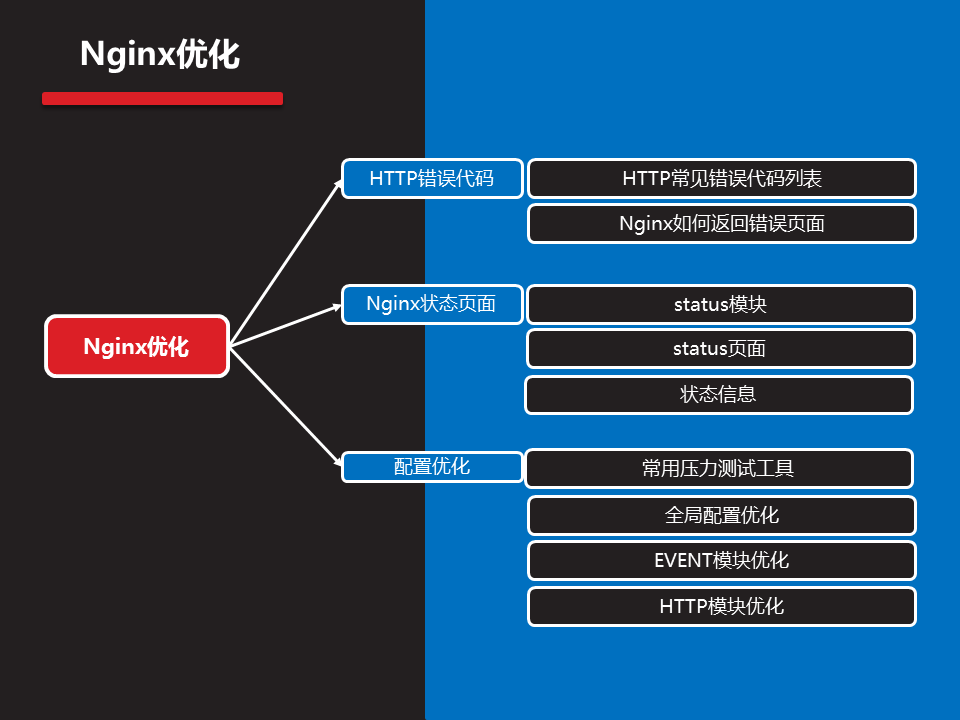 Nginx优化
Nginx优化
HTTP错误代码
HTTP常见错误代码列表
Nginx如何返回错误页面
Nginx状态页面
status模块
status页面
状态信息
配置优化
常用压力测试工具
全局配置优化
EVENT模块优化
HTTP模块优化